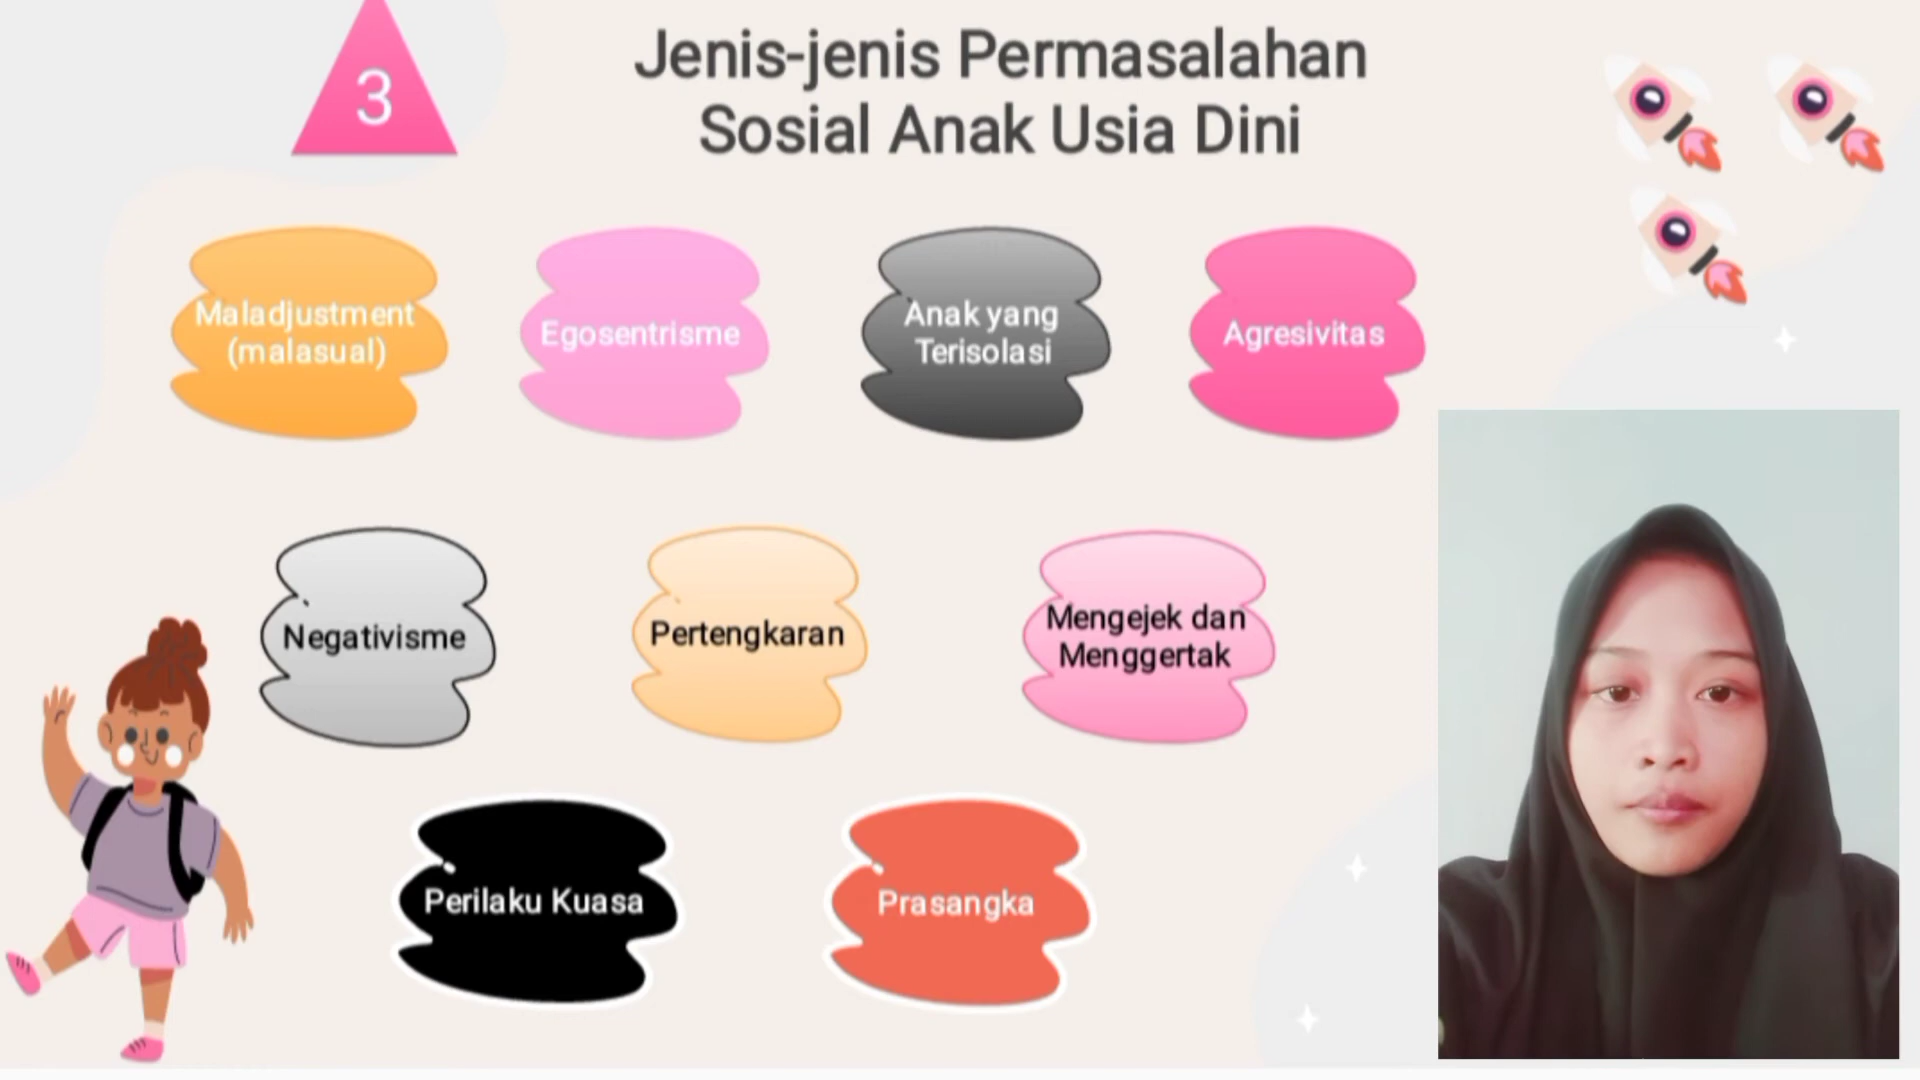 3
Jenis-jenis Permasalahan
Sosial Anak Usia Dini
Maladjustment
(malasual)
Egosentrisme
Anak yang
Terisolasi
Agresivitas
Negativisme
Pertengkaran
Mengejek dan
Menggertak
Perilaku Kuasa
Prasangka